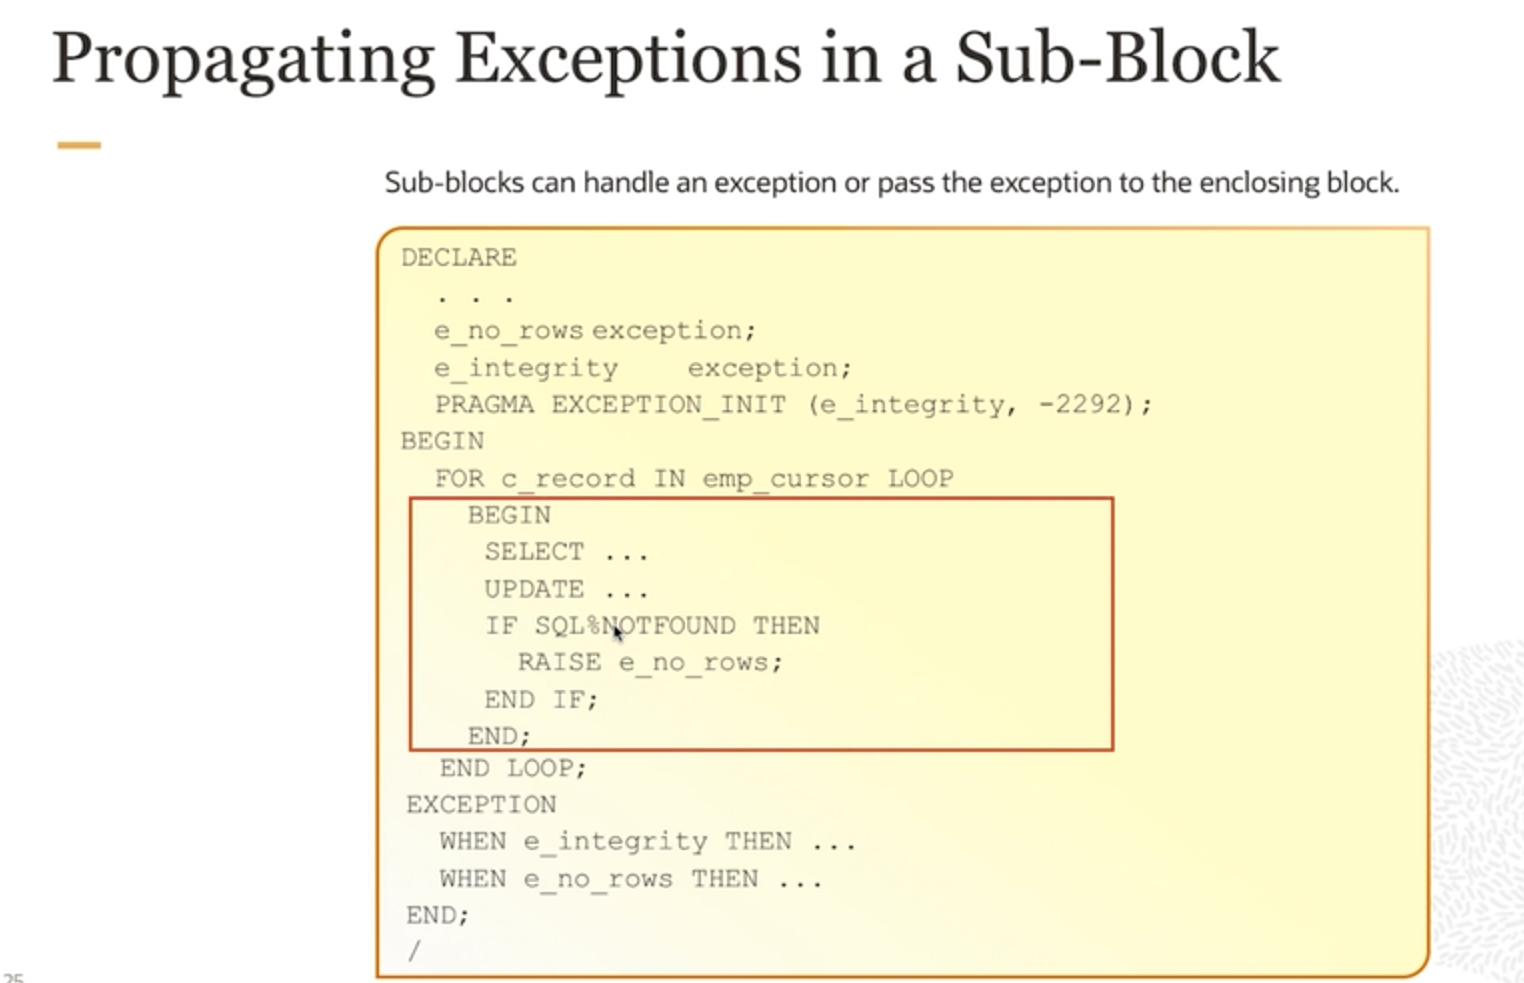 Propagating Exceptions in a Sub-Block
Sub-blocks can handle an exception or pass the exception to the enclosing block.
DECLARE
. . .
e_no_rows exception;
e_integrity exception;
PRAGMA EXCEPTION_INIT (e_integrity, -2292);
BEGIN
FOR c_record IN emp_cursor LOOP
BEGIN
SELECT ...
UPDATE ...
IF SQL%NOTFOUND THEN
RAISE e_no_rows;
END IF;
END;
END LOOP;
EXCEPTION
WHEN e_integrity THEN ...
WHEN e_no_rows THEN ...
END;
/
25